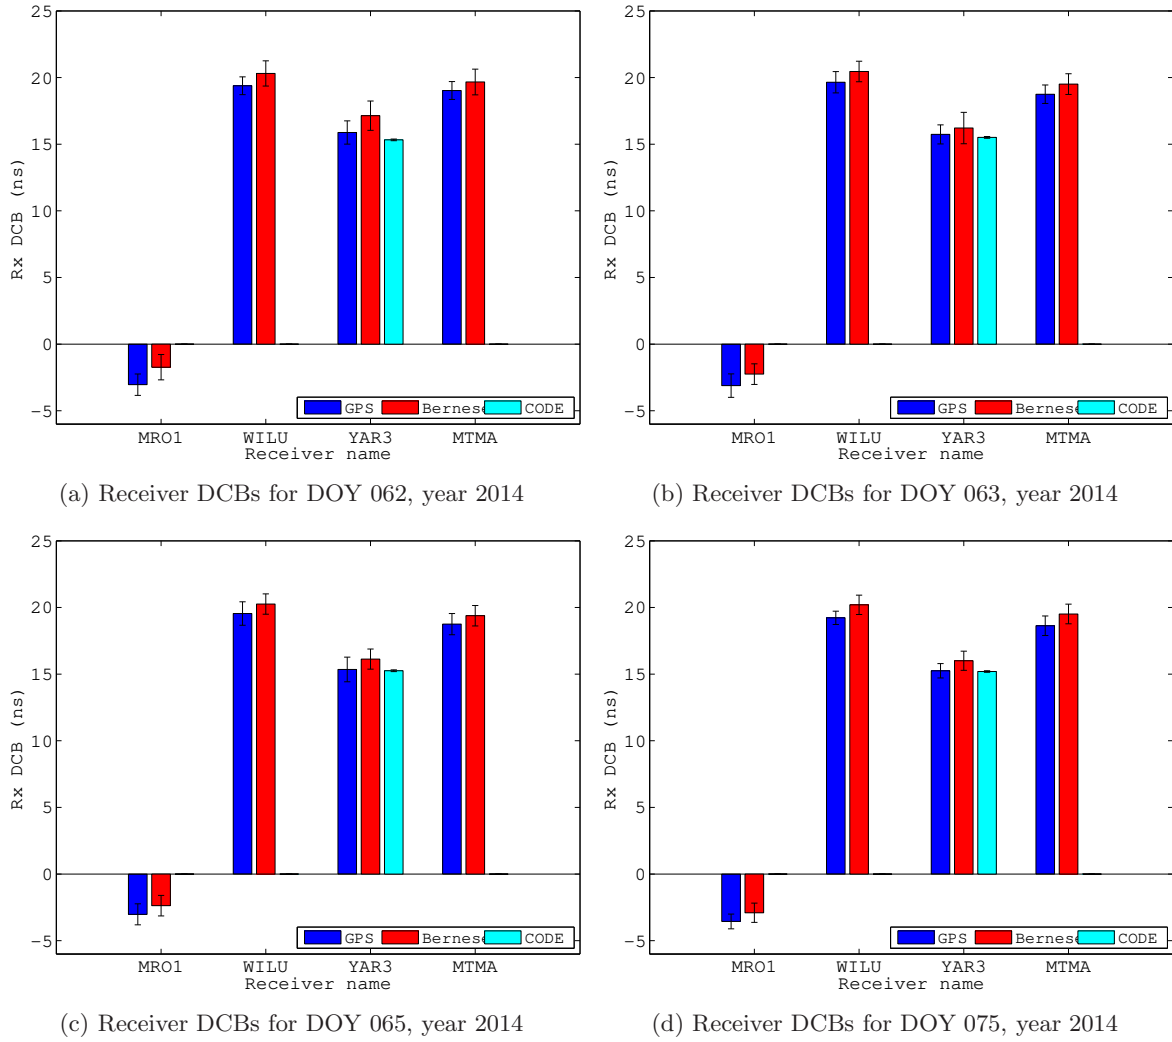 25
20
15
10
5
0
−5
Rx DCB (ns)
GPS Bernese CODE
MRO1 WILU YAR3 MTMA
Receiver name
(a) Receiver DCBs for DOY 062, year 2014
25
20
15
10
5
0
−5
Rx DCB (ns)
GPS Bernese CODE
MRO1 WILU YAR3 MTMA
Receiver name
(b) Receiver DCBs for DOY 063, year 2014
25
20
15
10
5
0
−5
Rx DCB (ns)
GPS Bernese CODE
MRO1 WILU YAR3 MTMA
Receiver name
(c) Receiver DCBs for DOY 065, year 2014
25
20
15
10
5
0
−5
Rx DCB (ns)
GPS Bernese CODE
MRO1 WILU YAR3 MTMA
Receiver name
(d) Receiver DCBs for DOY 075, year 2014